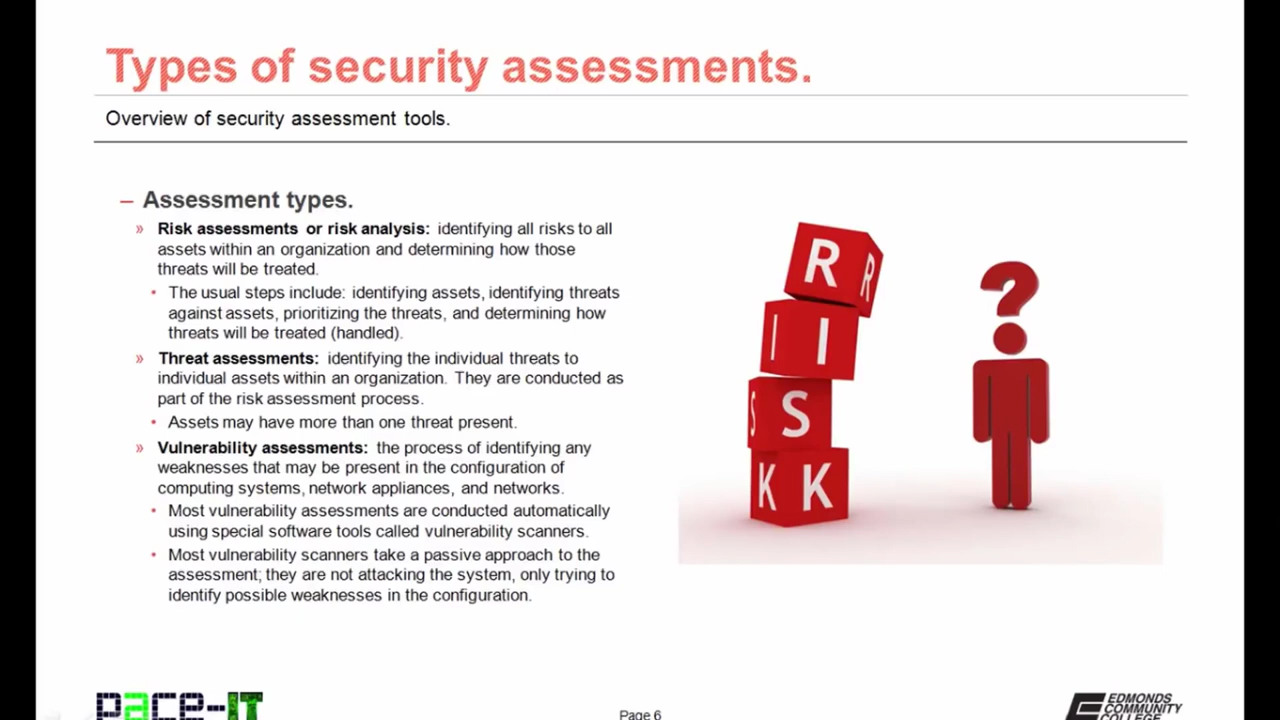 Types of security assessments.
Overview of security assessment tools.
– Assessment types.
» Risk assessments or risk analysis: identifying all risks to all
assets within an organization and determining how those
threats will be treated.
• The usual steps include: identifying assets, identifying threats
against assets, prioritizing the threats, and determining how
threats will be treated (handled).
» Threat assessments: identifying the individual threats to
individual assets within an organization. They are conducted as
part of the risk assessment process.
• Assets may have more than one threat present.
» Vulnerability assessments: the process of identifying any
weaknesses that may be present in the configuration of
computing systems, network appliances, and networks.
• Most vulnerability assessments are conducted automatically
using special software tools called vulnerability scanners.
• Most vulnerability scanners take a passive approach to the
assessment; they are not attacking the system, only trying to
identify possible weaknesses in the configuration.
R R
I I
S S
K K
?
pace-IT
Page 6
EDMONDS
COMMUNITY
COLLEGE